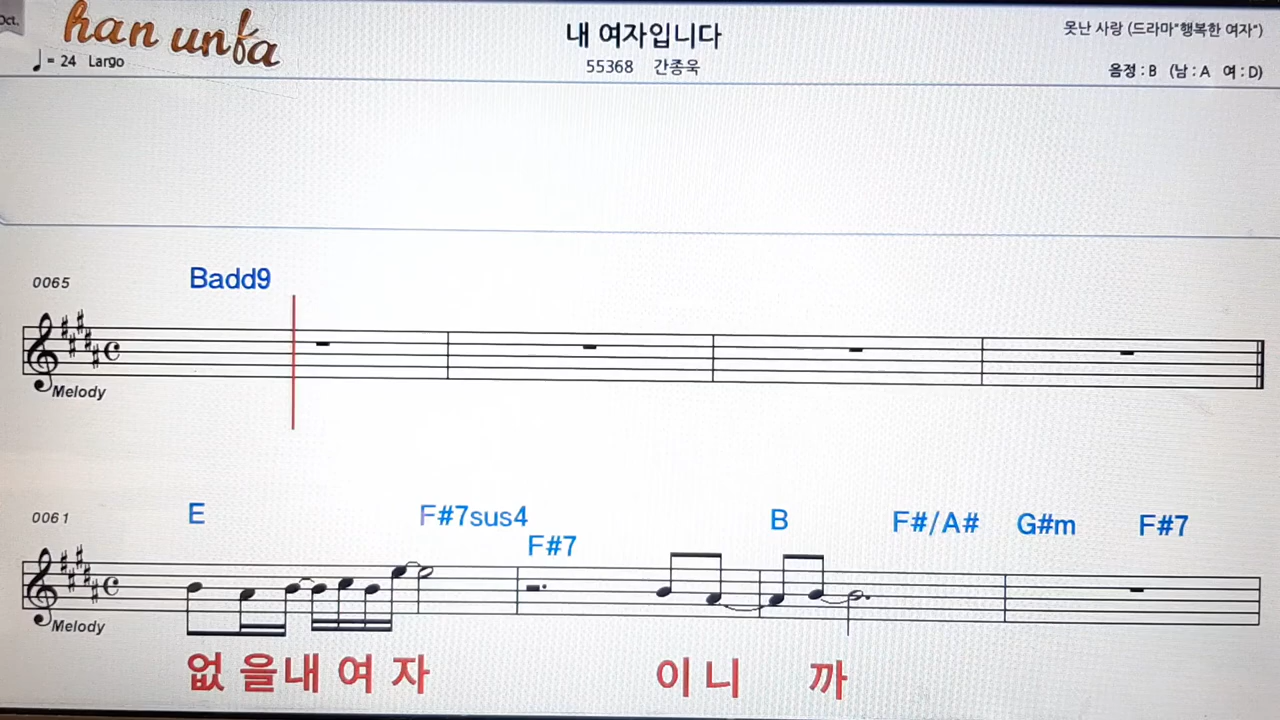 Oct.
han unfa
내 여자입니다
못난 사랑 (드라마"행복한 여자")
♩= 24 Largo
55368 간종욱
음정 : B (남 : A 여 : D)
0065
Badd9
Melody
0061
E F#7sus4 B F#/A# G#m F#7
F#7
Melody
없 을 내 여 자 이 니 까